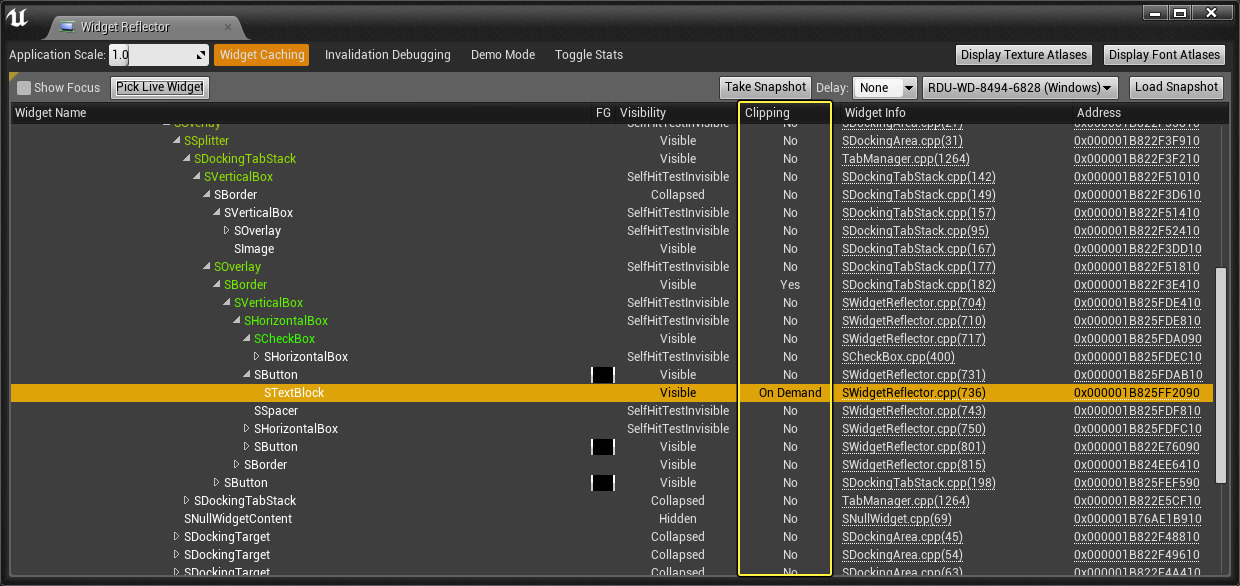 Widget Reflector
Application Scale: 1.0 Widget Caching Invalidation Debugging Demo Mode Toggle Stats Display Texture Atlases Display Font Atlases
Show Focus Pick Live Widget Take Snapshot Delay: None RDU-WD-8494-6828 (Windows) Load Snapshot
Widget Name FG Visibility Clipping Widget Info Address
SOverlay SelfHitTestInvisible No
SSplitter Visible No SDockingArea.cpp(31) 0x000001B822F3F910
SDockingTabStack Visible No TabManager.cpp(1264) 0x000001B822F3F210
SVerticalBox SelfHitTestInvisible No SDockingTabStack.cpp(142) 0x000001B822F51010
SBorder Collapsed No SDockingTabStack.cpp(149) 0x000001B822F3D610
SVerticalBox SelfHitTestInvisible No SDockingTabStack.cpp(157) 0x000001B822F51410
SOverlay SelfHitTestInvisible No SDockingTabStack.cpp(95) 0x000001B822F52410
SImage Visible No SDockingTabStack.cpp(167) 0x000001B822F3DD10
SOverlay SelfHitTestInvisible No SDockingTabStack.cpp(177) 0x000001B822F51810
SBorder Visible Yes SDockingTabStack.cpp(182) 0x000001B822F3E410
SVerticalBox SelfHitTestInvisible No SWidgetReflector.cpp(704) 0x000001B825FDE410
SHorizontalBox SelfHitTestInvisible No SWidgetReflector.cpp(710) 0x000001B825FDE810
SCheckBox Visible No SWidgetReflector.cpp(717) 0x000001B825FDA090
SHorizontalBox SelfHitTestInvisible No SCheckBox.cpp(400) 0x000001B825FDEC10
SButton Visible No SWidgetReflector.cpp(731) 0x000001B825FDAB10
STextBlock Visible On Demand SWidgetReflector.cpp(736) 0x000001B825FF2090
SSpacer SelfHitTestInvisible No SWidgetReflector.cpp(743) 0x000001B825FDF810
SHorizontalBox SelfHitTestInvisible No SWidgetReflector.cpp(750) 0x000001B825FDFC10
SButton Visible No SWidgetReflector.cpp(801) 0x000001B822E76090
SBorder Visible No SWidgetReflector.cpp(815) 0x000001B824EE6410
SButton Visible No SDockingTabStack.cpp(198) 0x000001B825FEF590
SDockingTabStack Collapsed No TabManager.cpp(1264) 0x000001B822E5CF10
SNullWidgetContent Hidden No SNullWidget.cpp(69) 0x000001B76AE1B910
SDockingTarget Collapsed No SDockingArea.cpp(45) 0x000001B822F48810
SDockingTarget Collapsed No SDockingArea.cpp(54) 0x000001B822F49610
SDockingTarget Collapsed No SDockingArea.cpp(63) 0x000001B822F4A410